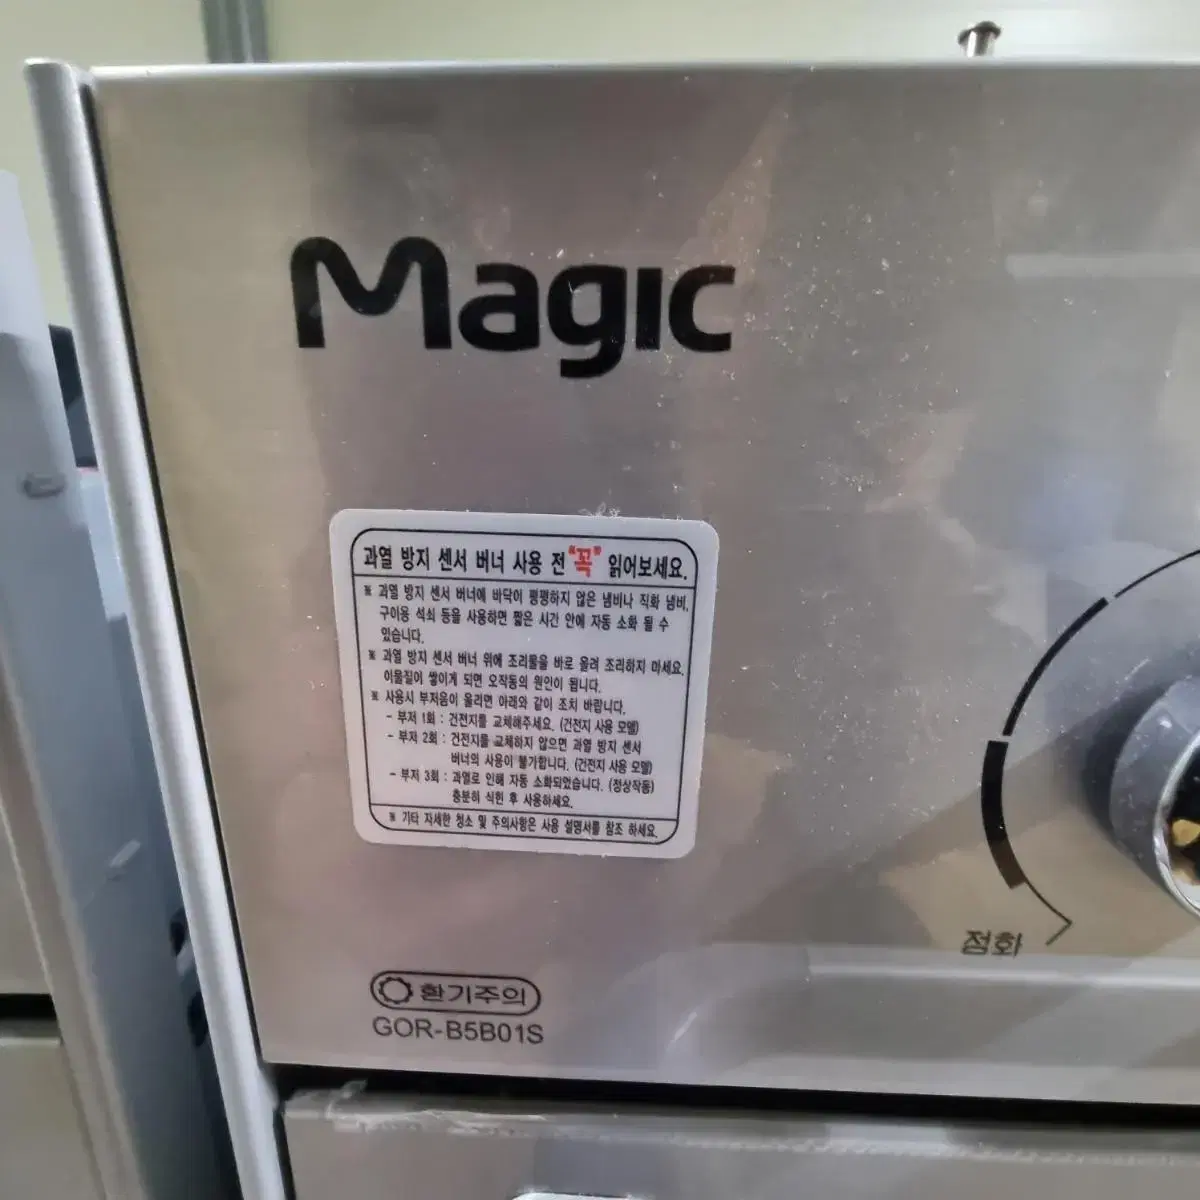 Magic
과열 방지 센서 버너 사용 전 "꼭" 읽어보세요.
※ 과열 방지 센서 버너에 바닥이 평평하지 않은 냄비나 직화 냄비,
구이용 석쇠 등을 사용하면 짧은 시간 안에 자동 소화 될 수
있습니다.
※ 과열 방지 센서 버너 위에 조리물을 바로 올려 조리하지 마세요.
이물질이 쌓이게 되면 오작동의 원인이 됩니다.
※ 사용시 부저음이 울리면 아래와 같이 조치 바랍니다.
- 부저 1회 : 건전지를 교체해주세요. (건전지 사용 모델)
- 부저 2회 : 건전지를 교체하지 않으면 과열 방지 센서
버너의 사용이 불가합니다. (건전지 사용 모델)
- 부저 3회 : 과열로 인해 자동 소화되었습니다. (정상작동)
충분히 식힌 후 사용하세요.
※ 기타 자세한 청소 및 주의사항은 사용 설명서를 참조 하세요.
점화
환기주의
GOR-B5B01S